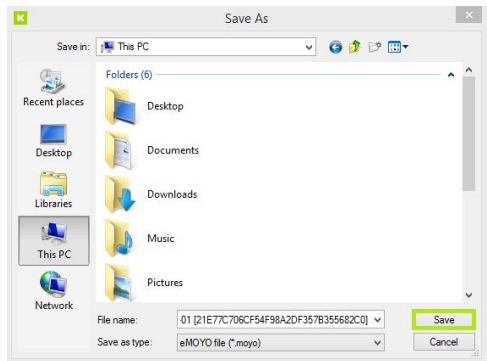 K Save As
Save in: This PC
Folders (6)
Recent places
Desktop
Libraries
This PC
Network
Desktop
Documents
Downloads
Music
Pictures
File name: 01 [21E77C706CF54F98A2DF357B355682C0] Save
Save as type: eMOYO file (*.moyo) Cancel